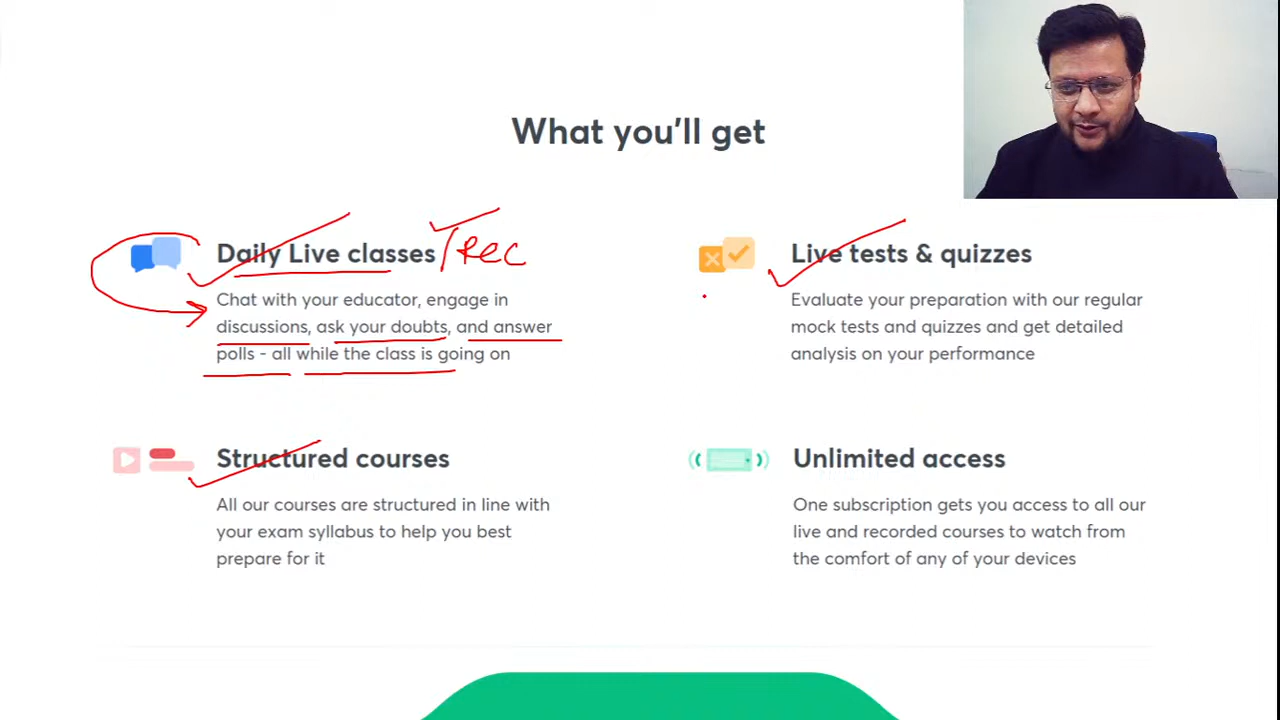 What you'll get
Daily Live classes /Rec
Chat with your educator, engage in
discussions, ask your doubts, and answer
polls - all while the class is going on
Live tests & quizzes
Evaluate your preparation with our regular
mock tests and quizzes and get detailed
analysis on your performance
Structured courses
All our courses are structured in line with
your exam syllabus to help you best
prepare for it
Unlimited access
One subscription gets you access to all our
live and recorded courses to watch from
the comfort of any of your devices